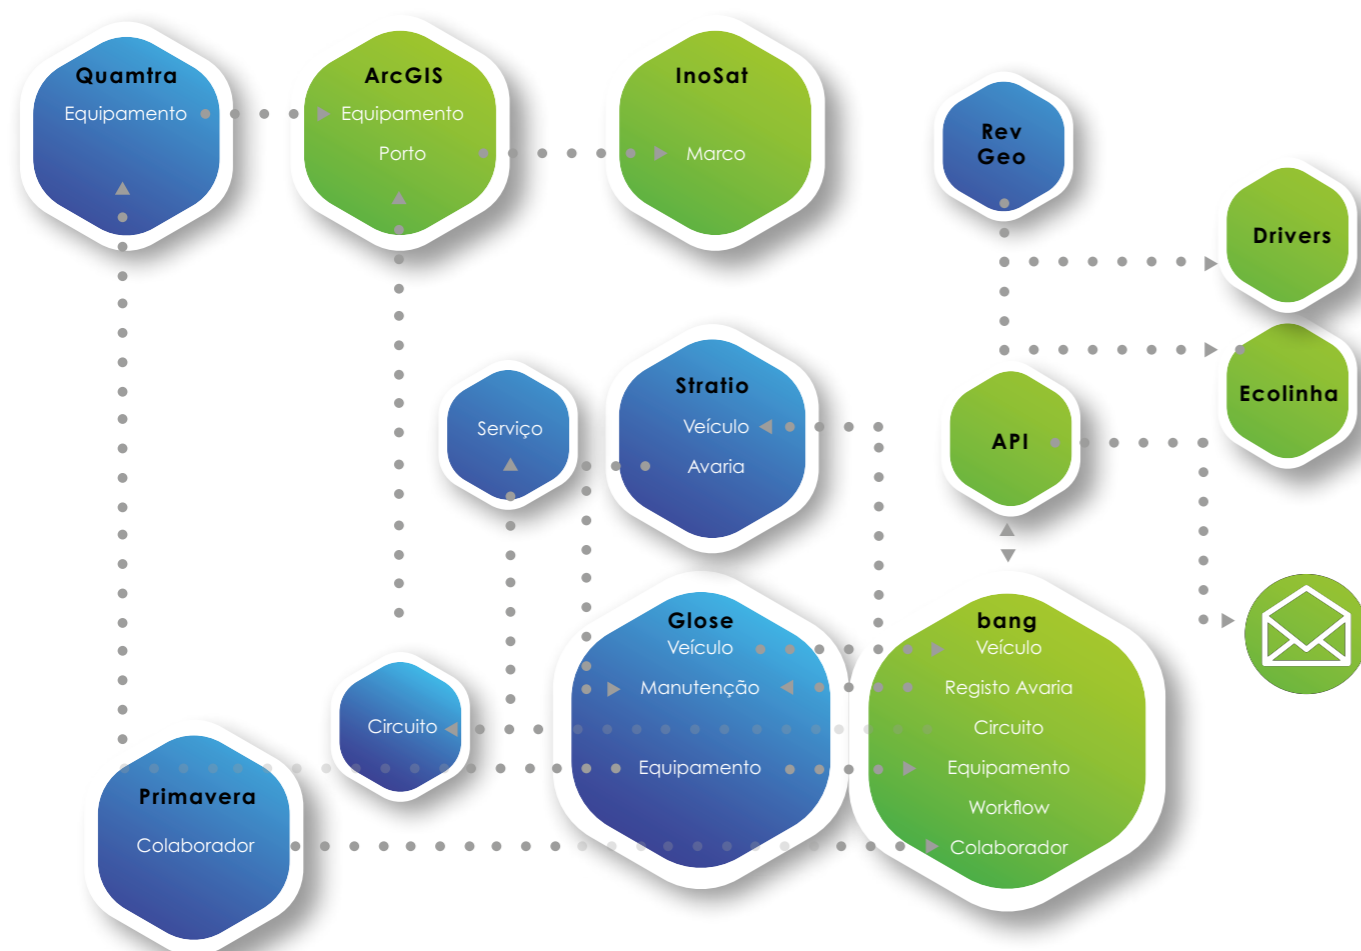 Quamtra
Equipamento
ArcGIS
Equipamento
Porto
InoSat
Marco
Rev
Geo
Drivers
Ecolinha
API
Stratio
Veículo
Avaria
Serviço
Circuito
Glose
Veículo
Manutenção
Equipamento
bang
Veículo
Registo Avaria
Circuito
Equipamento
Workflow
Colaborador
Primavera
Colaborador